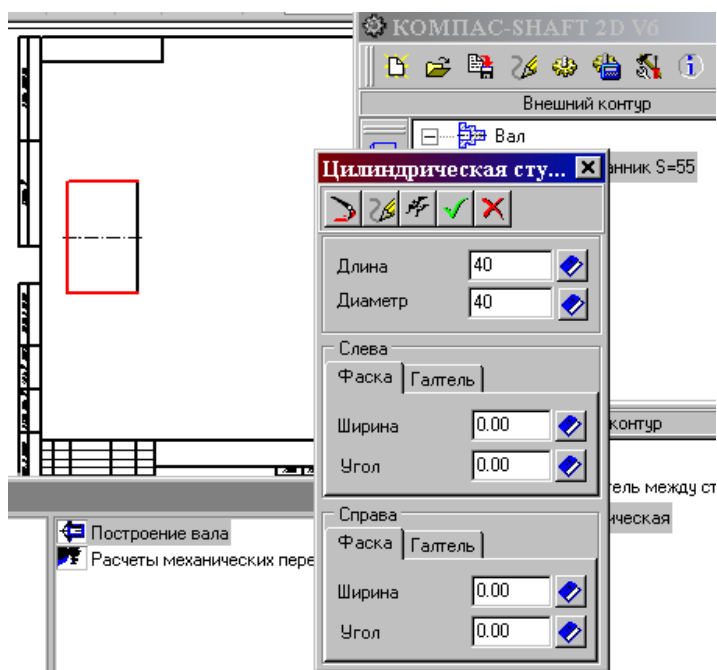 КОМПАС-SHAFT 2D V6
Внешний контур
Вал
анник S=55
Цилиндрическая сту...
Длина 40
Диаметр 40
Слева
Фаска Галтель
Ширина 0.00
Угол 0.00
Справа
Фаска Галтель
Ширина 0.00
Угол 0.00
контур
тель между ст
ическая
Построение вала
Расчеты механических пере